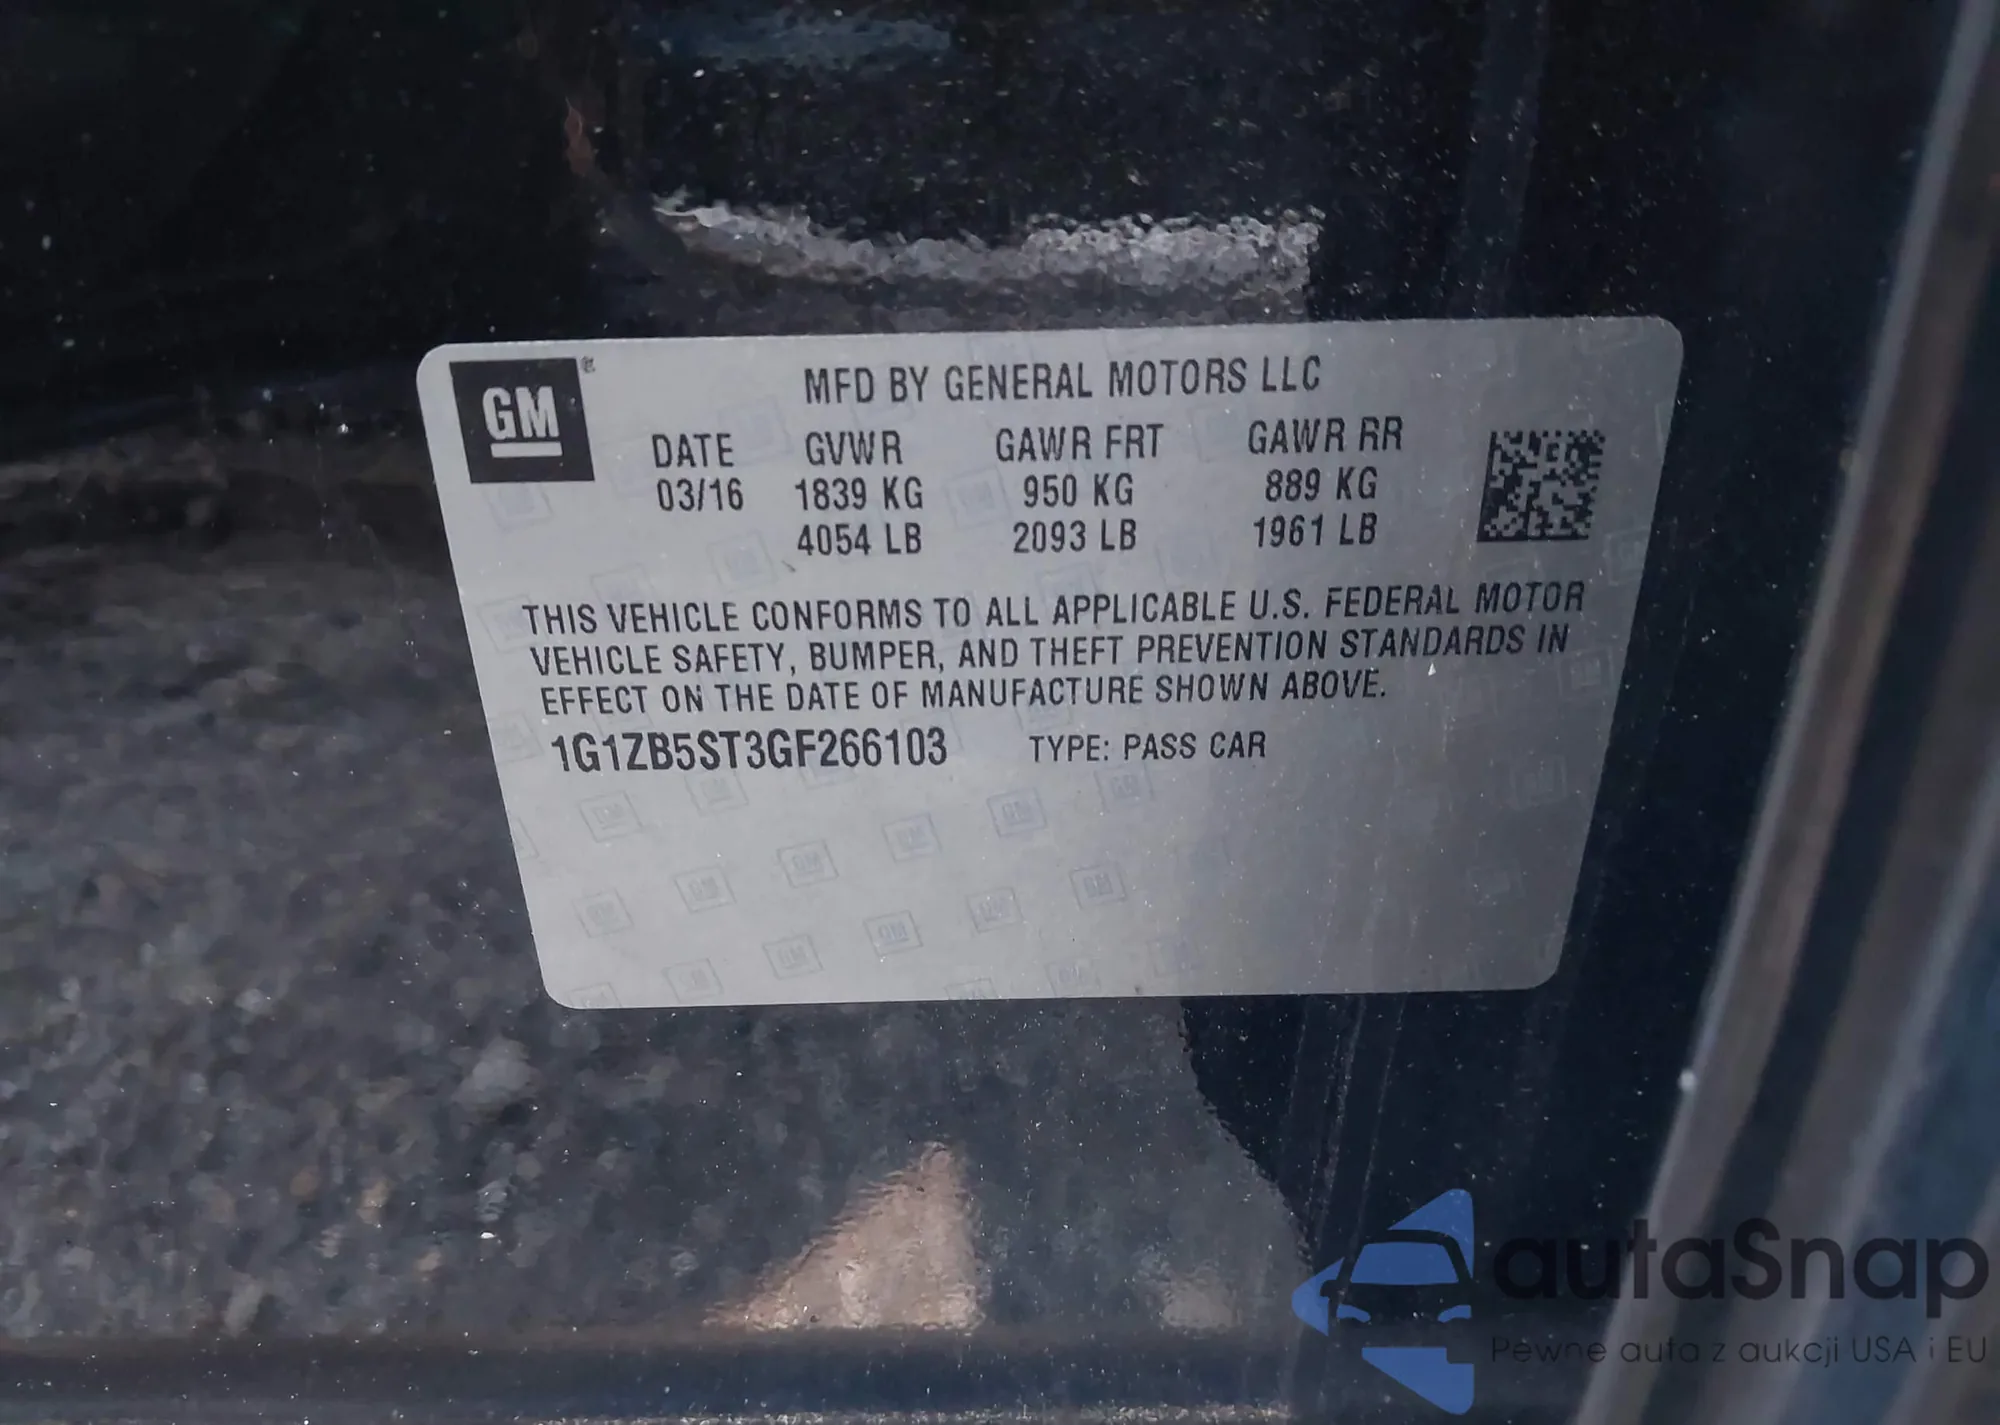 GM ®
MFD BY GENERAL MOTORS LLC
DATE GVWR GAWR FRT GAWR RR
03/16 1839 KG 950 KG 889 KG
4054 LB 2093 LB 1961 LB
THIS VEHICLE CONFORMS TO ALL APPLICABLE U.S. FEDERAL MOTOR
VEHICLE SAFETY, BUMPER, AND THEFT PREVENTION STANDARDS IN
EFFECT ON THE DATE OF MANUFACTURE SHOWN ABOVE.
1G1ZB5ST3GF266103 TYPE: PASS CAR
autaSnap
Pewne auta z aukcji USA i EU